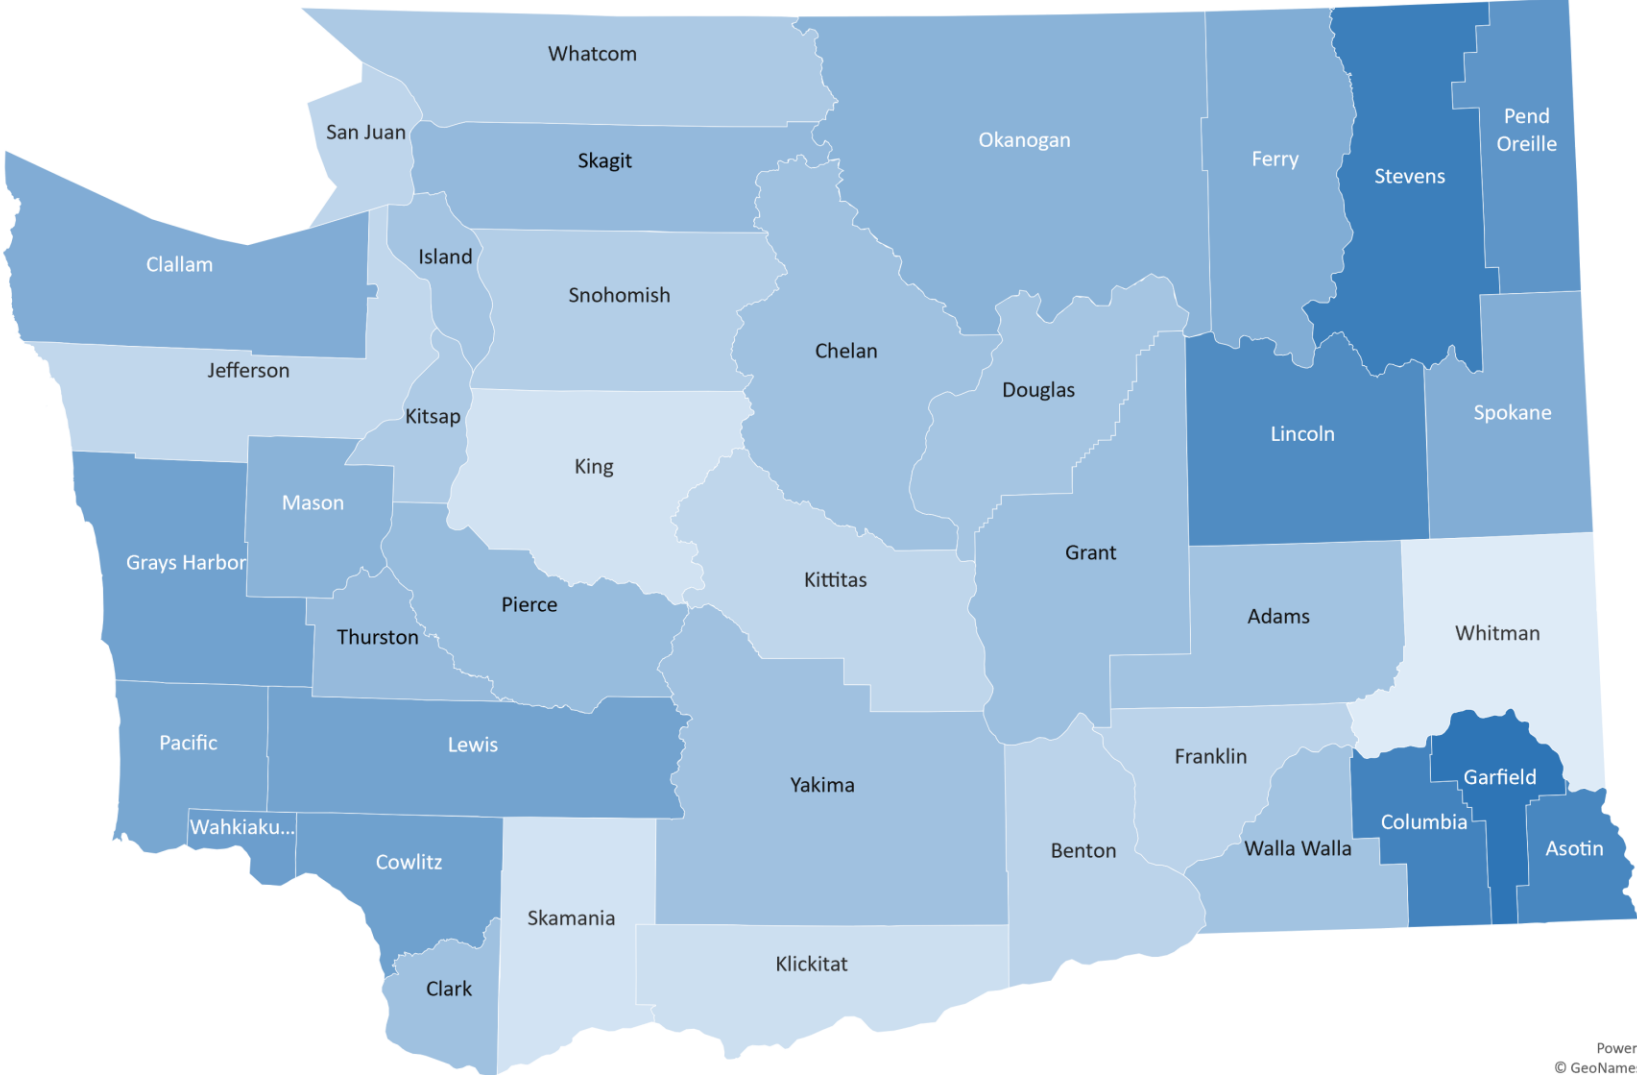 Whatcom
San Juan
Skagit
Okanogan
Ferry
Stevens
Pend
Oreille
Clallam
Island
Snohomish
Chelan
Jefferson
Kitsap
Douglas
Lincoln
Spokane
King
Mason
Grays Harbor
Grant
Kittitas
Pierce
Thurston
Adams
Whitman
Pacific
Lewis
Yakima
Franklin
Garfield
Wahkiaku...
Columbia
Cowlitz
Benton
Walla Walla
Asotin
Skamania
Klickitat
Clark
Power
© GeoNames